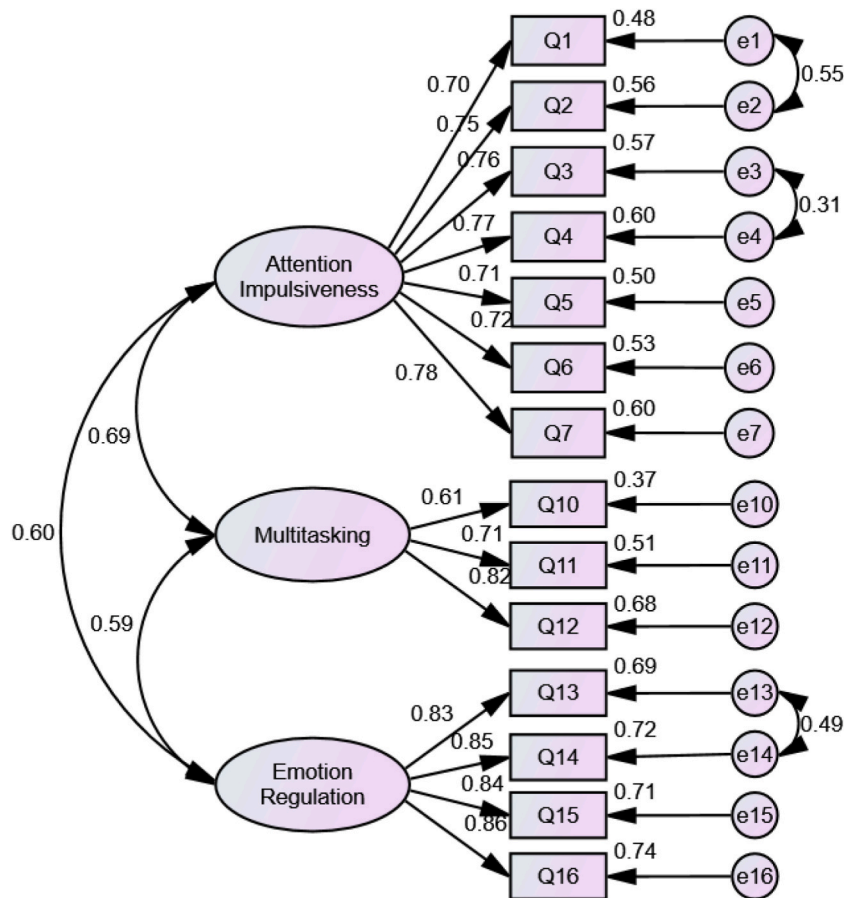 0.48
Q1
e1
0.70
0.55
0.56
Q2
e2
0.75
0.57
Q3
e3
0.76
0.31
0.60
Q4
e4
0.77
Attention
Impulsiveness
0.50
Q5
e5
0.71
0.53
Q6
e6
0.72
0.60
Q7
e7
0.78
0.69
0.60
0.37
Q10
e10
0.61
Multitasking
0.51
Q11
e11
0.71
0.68
Q12
e12
0.82
0.59
0.69
Q13
e13
0.83
0.49
0.72
Q14
e14
0.85
Emotion
Regulation
0.71
Q15
e15
0.84
0.74
Q16
e16
0.86